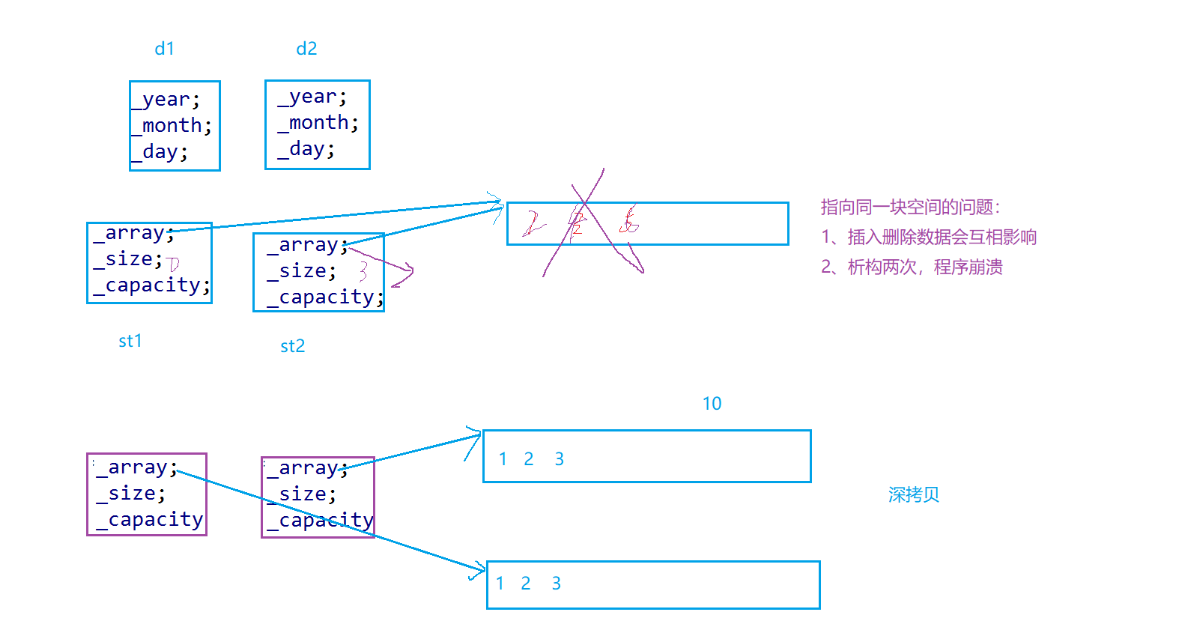 d1
d2
_year;
_month;
_day;
_year;
_month;
_day;
_array;
_size;
_capacity;
st1
_array;
_size; 3
_capacity;
st2
2
指向同一块空间的问题：
1、插入删除数据会互相影响
2、析构两次，程序崩溃
_array;
_size;
_capacity
_array;
_size;
_capacity
10
1 2 3
深拷贝
1 2 3